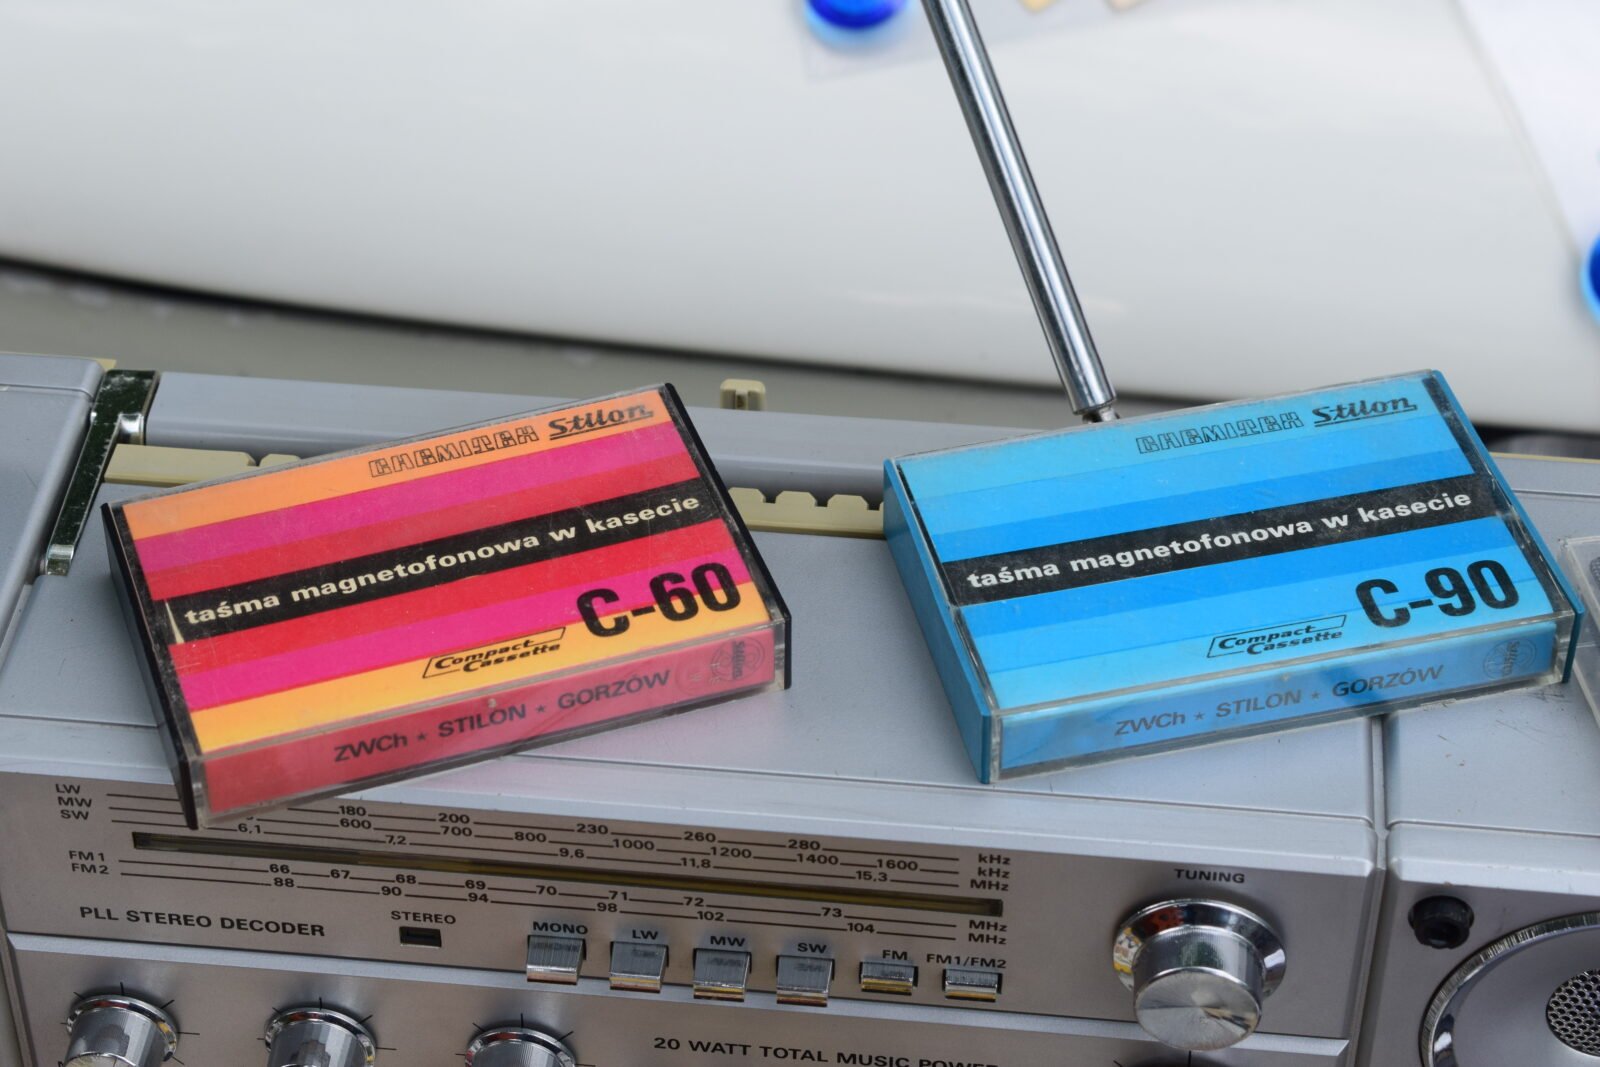 CHEMITEX Stilon
taśma magnetofonowa w kasecie
C-60
Compact
Cassette
ZWCh ★ STILON ★ GORZÓW
CHEMITEX Stilon
taśma magnetofonowa w kasecie
C-90
Compact
Cassette
ZWCh ★ STILON ★ GORZÓW
LW 180 200 230 260 280 kHz
MW 600 700 800 1000 1200 1400 1600 kHz
SW 6,1 7,2 9,6 11,8 15,3 MHz
FM1 66 67 68 69 70 71 72 73 MHz
FM2 88 90 94 98 102 104 MHz
TUNING
PLL STEREO DECODER
STEREO
MONO LW MW SW FM FM1/FM2
20 WATT TOTAL MUSIC POWER